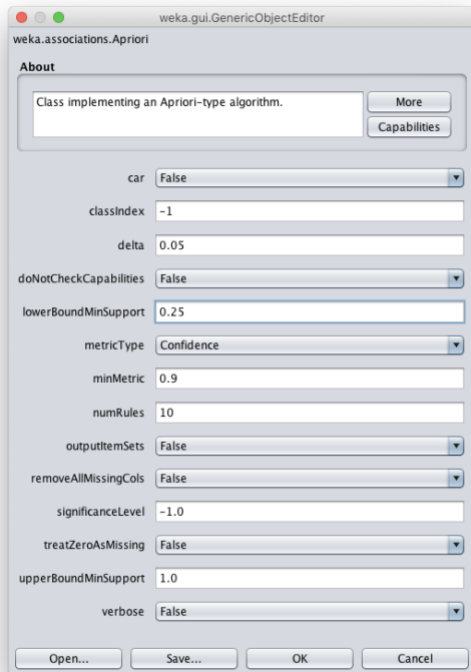 weka.gui.GenericObjectEditor
weka.associations.Apriori
About
Class implementing an Apriori-type algorithm.
More
Capabilities
car False
classIndex -1
delta 0.05
doNotCheckCapabilities False
lowerBoundMinSupport 0.25
metricType Confidence
minMetric 0.9
numRules 10
outputItemSets False
removeAllMissingCols False
significanceLevel -1.0
treatZeroAsMissing False
upperBoundMinSupport 1.0
verbose False
Open... Save... OK Cancel